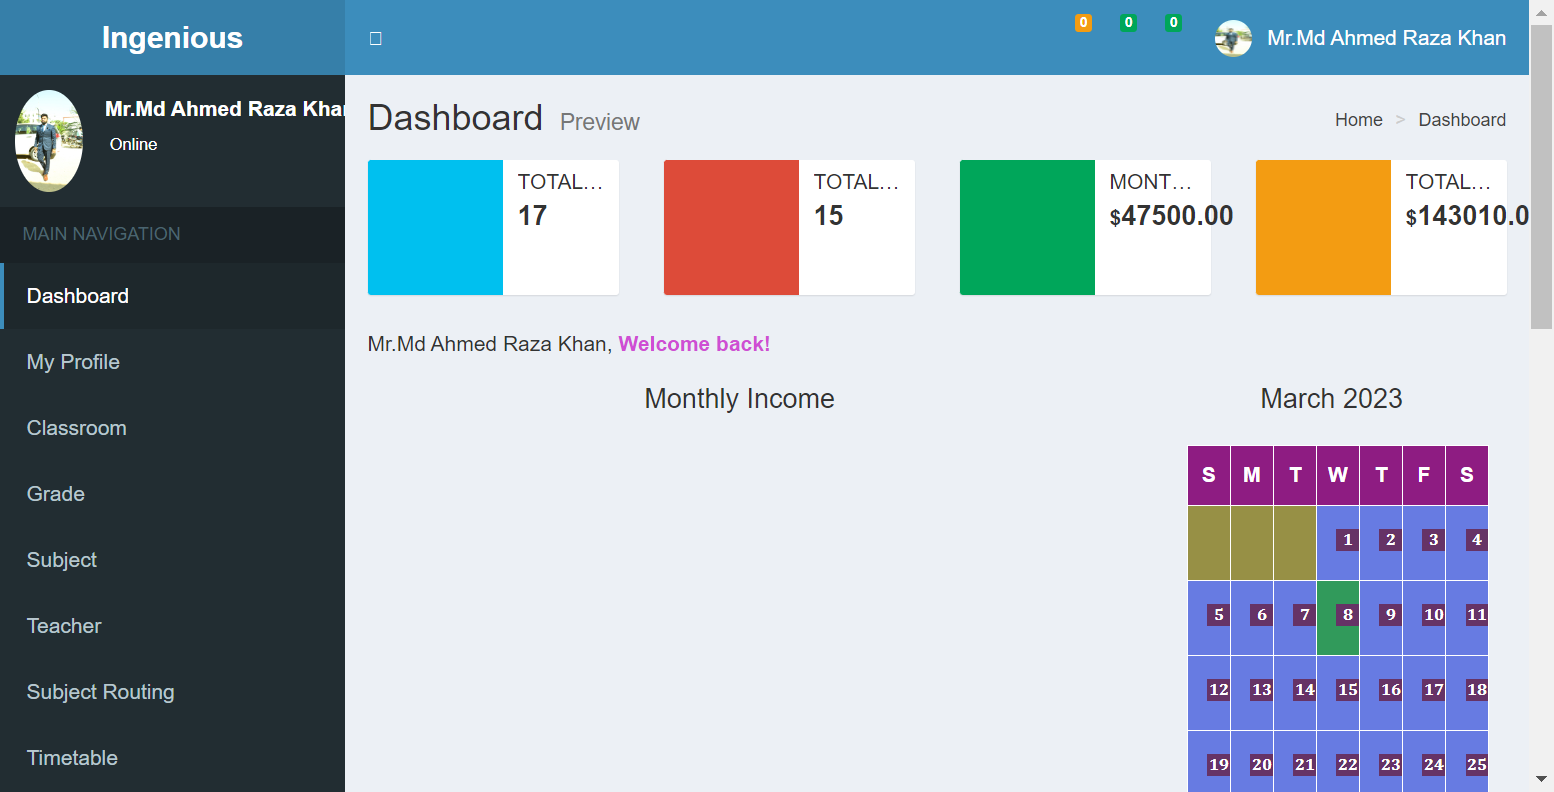 Ingenious
0 0 0 Mr.Md Ahmed Raza Khan
Mr.Md Ahmed Raza Khan
Online
MAIN NAVIGATION
Dashboard
My Profile
Classroom
Grade
Subject
Teacher
Subject Routing
Timetable
Dashboard Preview
Home > Dashboard
TOTAL…
17
TOTAL…
15
MONT…
$47500.00
TOTAL…
$143010.0
Mr.Md Ahmed Raza Khan, Welcome back!
Monthly Income
March 2023
S M T W T F S
1 2 3 4
5 6 7 8 9 10 11
12 13 14 15 16 17 18
19 20 21 22 23 24 25